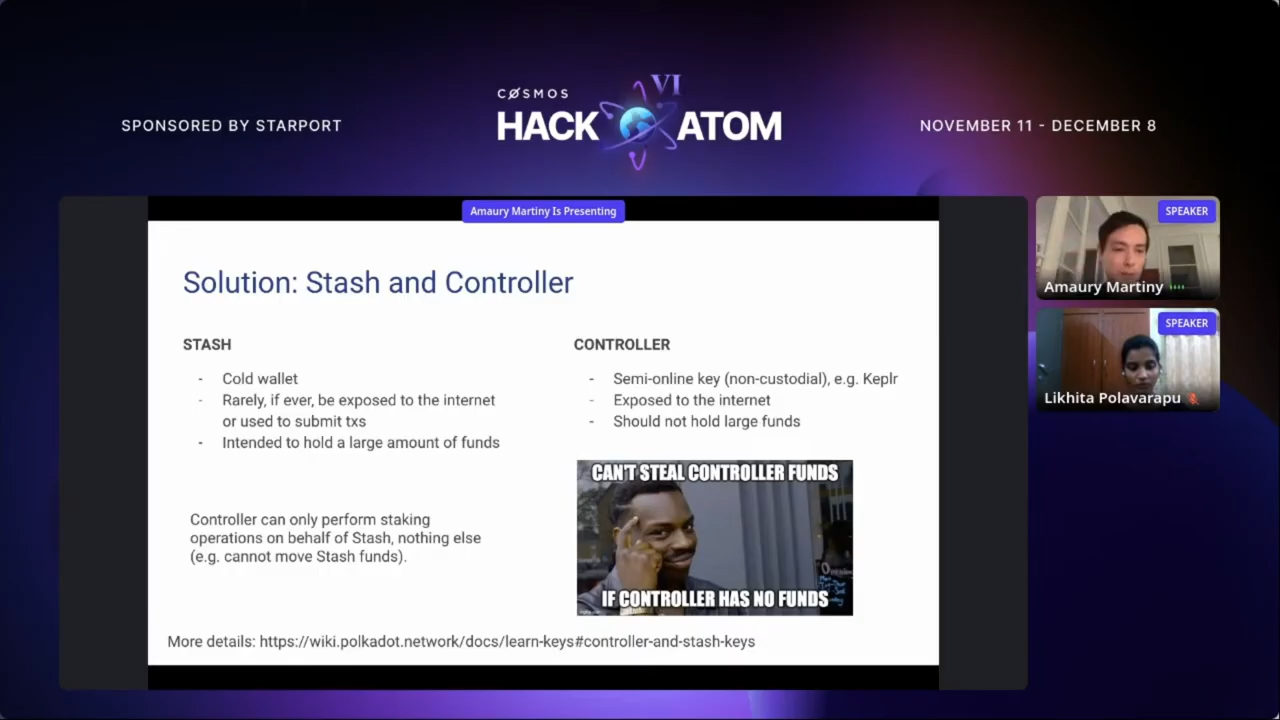 SPONSORED BY STARPORT
COSMOS
HACK ATOM
VI
NOVEMBER 11 - DECEMBER 8
Amaury Martiny Is Presenting
Solution: Stash and Controller
STASH
- Cold wallet
- Rarely, if ever, be exposed to the internet
or used to submit txs
- Intended to hold a large amount of funds
Controller can only perform staking
operations on behalf of Stash, nothing else
(e.g. cannot move Stash funds).
CONTROLLER
- Semi-online key (non-custodial), e.g. Keplr
- Exposed to the internet
- Should not hold large funds
CAN'T STEAL CONTROLLER FUNDS
IF CONTROLLER HAS NO FUNDS
More details: https://wiki.polkadot.network/docs/learn-keys#controller-and-stash-keys
SPEAKER
Amaury Martiny
SPEAKER
Likhita Polavarapu